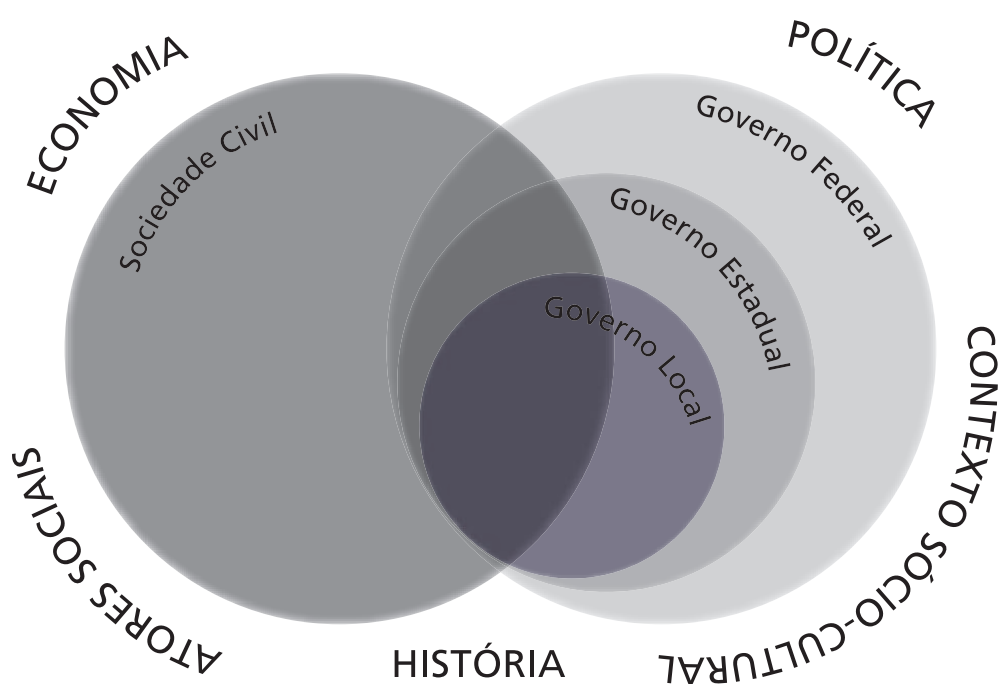 ECONOMIA
POLÍTICA
Sociedade Civil
Governo Federal
Governo Estadual
Governo Local
CONTEXTO SÓCIO-CULTURAL
ATORES SOCIAIS
HISTÓRIA